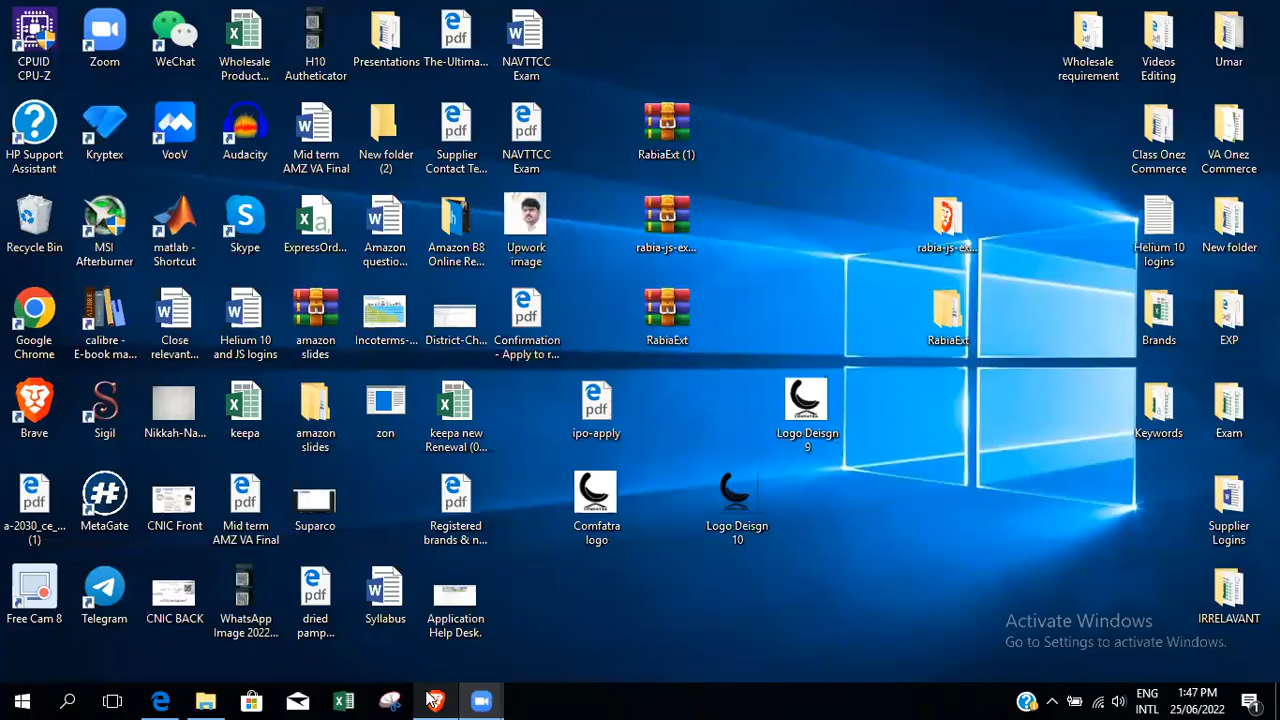 CPUID
CPU-Z
Zoom
WeChat
Wholesale
Product...
H10
Autheticator
Presentations
The-Ultima...
NAVTTCC
Exam
Wholesale
requirement
Videos
Editing
Umar
HP Support
Assistant
Kryptex
VooV
Audacity
Mid term
AMZ VA Final
New folder
(2)
Supplier
Contact Te...
NAVTTCC
Exam
RabiaExt (1)
Class Onez
Commerce
VA Onez
Commerce
Recycle Bin
MSI
Afterburner
matlab -
Shortcut
Skype
ExpressOrd...
Amazon
questio...
Amazon B8
Online Re...
Upwork
image
rabia-js-ex...
rabia-js-ex...
Helium 10
logins
New folder
Google
Chrome
calibre -
E-book ma...
Close
relevant...
Helium 10
and JS logins
amazon
slides
Incoterms-...
District-Ch...
Confirmation
- Apply to r...
RabiaExt
RabiaExt
Brands
EXP
Brave
Sigil
Nikkah-Na...
keepa
amazon
slides
zon
keepa new
Renewal (0...
ipo-apply
Logo Deisgn
9
Keywords
Exam
a-2030_ce_...
(1)
MetaGate
CNIC Front
Mid term
AMZ VA Final
Suparco
Registered
brands & n...
COMFATRA
Comfatra
logo
Logo Deisgn
10
Supplier
Logins
Free Cam 8
Telegram
CNIC BACK
WhatsApp
Image 2022...
dried
pamp...
Syllabus
Application
Help Desk.
IRRELAVANT
Activate Windows
Go to Settings to activate Windows.
ENG
INTL
1:47 PM
25/06/2022
1